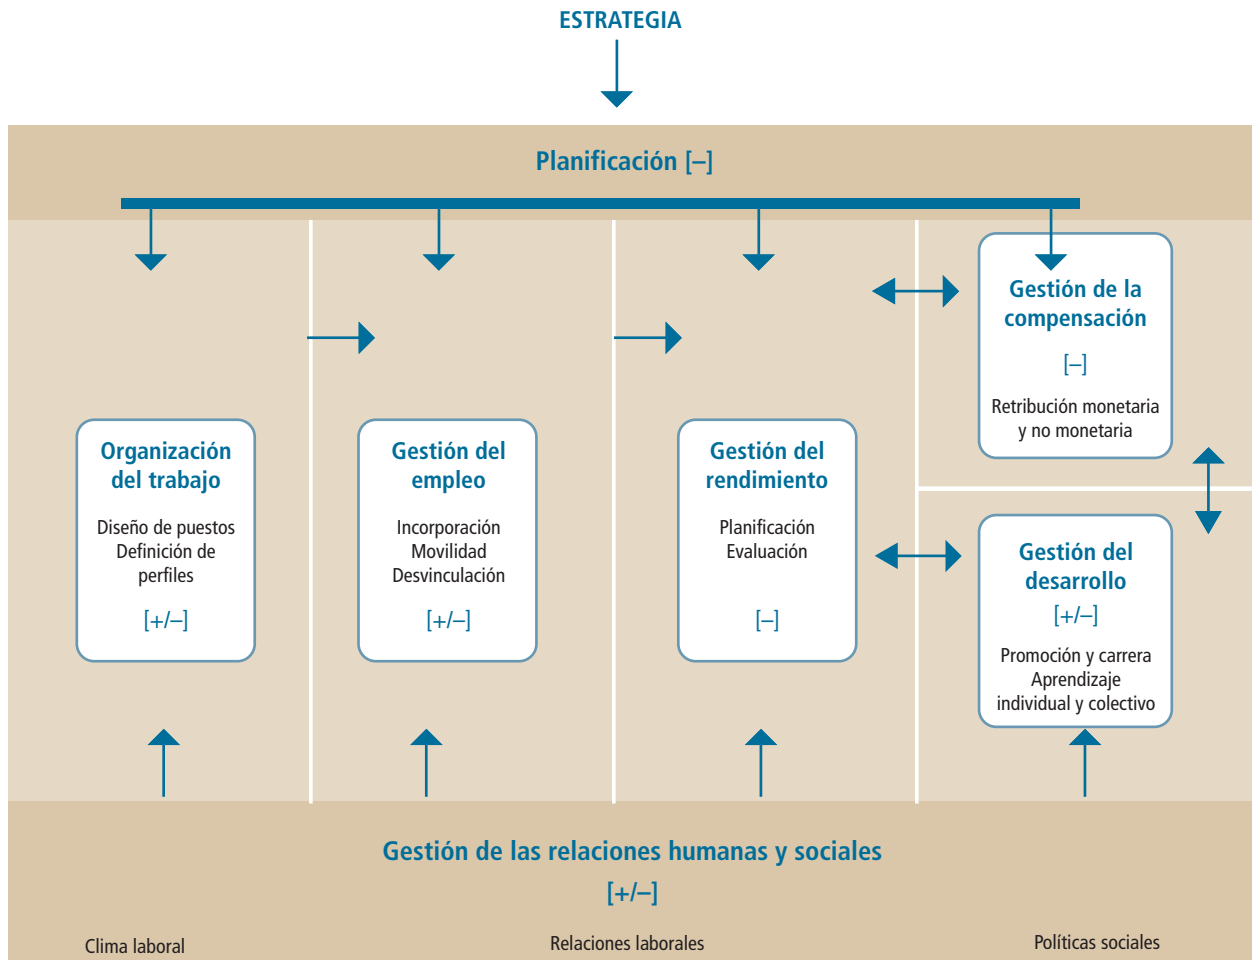 ESTRATEGIA
Planificación [–]
Organización
del trabajo
Diseño de puestos
Definición de
perfiles
[+/–]
Gestión del
empleo
Incorporación
Movilidad
Desvinculación
[+/–]
Gestión del
rendimiento
Planificación
Evaluación
[–]
Gestión de la
compensación
[–]
Retribución monetaria
y no monetaria
Gestión del
desarrollo
[+/–]
Promoción y carrera
Aprendizaje
individual y colectivo
Gestión de las relaciones humanas y sociales
[+/–]
Clima laboral
Relaciones laborales
Políticas sociales